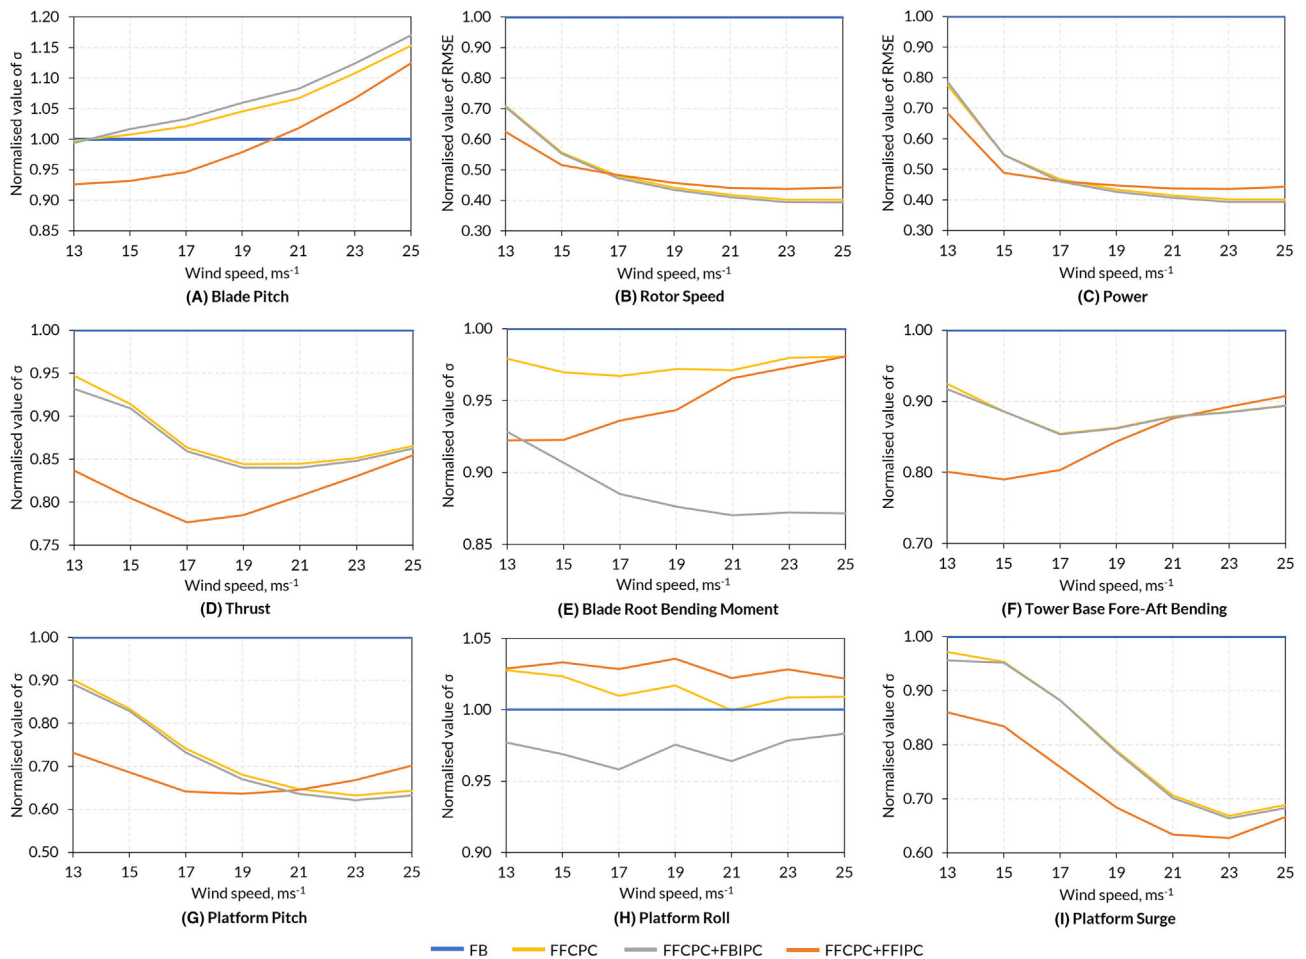 Normalised value of σ
1.20
1.15
1.10
1.05
1.00
0.95
0.90
0.85
13 15 17 19 21 23 25
Wind speed, ms-1
(A) Blade Pitch
Normalised value of RMSE
1.00
0.90
0.80
0.70
0.60
0.50
0.40
0.30
13 15 17 19 21 23 25
Wind speed, ms-1
(B) Rotor Speed
Normalised value of RMSE
1.00
0.90
0.80
0.70
0.60
0.50
0.40
0.30
13 15 17 19 21 23 25
Wind speed, ms-1
(C) Power
Normalised value of σ
1.00
0.95
0.90
0.85
0.80
0.75
13 15 17 19 21 23 25
Wind speed, ms-1
(D) Thrust
Normalised value of σ
1.00
0.95
0.90
0.85
13 15 17 19 21 23 25
Wind speed, ms-1
(E) Blade Root Bending Moment
Normalised value of σ
1.00
0.90
0.80
0.70
13 15 17 19 21 23 25
Wind speed, ms-1
(F) Tower Base Fore-Aft Bending
Normalised value of σ
1.00
0.90
0.80
0.70
0.60
0.50
13 15 17 19 21 23 25
Wind speed, ms-1
(G) Platform Pitch
Normalised value of σ
1.05
1.00
0.95
0.90
13 15 17 19 21 23 25
Wind speed, ms-1
(H) Platform Roll
Normalised value of σ
1.00
0.90
0.80
0.70
0.60
13 15 17 19 21 23 25
Wind speed, ms-1
(I) Platform Surge
FB FFCPC FFCPC+FBIPC FFCPC+FFIPC